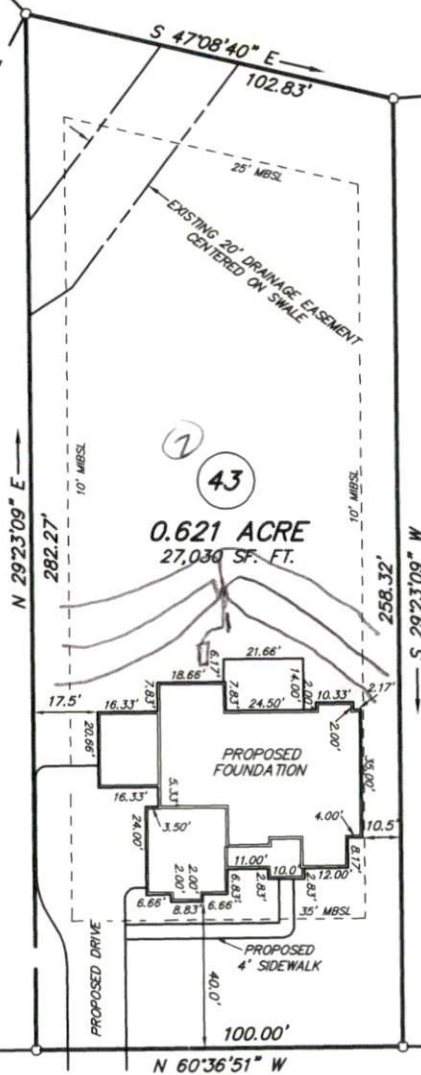 S 47°08'40" E
102.83'
25' MBSL
EXISTING 20' DRAINAGE EASEMENT
CENTERED ON SWALE
N 29°23'09" E
282.27'
10' MIBSL
2
43
0.621 ACRE
27,030 SF. FT.
10' MIBSL
258.32'
S 29°23'09" W
21.66'
6.17'
18.66'
7.83'
7.83'
14.00'
2.00'
24.50'
10.33'
2.17'
2.00'
17.5'
16.33'
20.66'
PROPOSED
FOUNDATION
35.00'
16.33'
5.33'
3.50'
24.00'
4.00'
10.5'
8.17'
11.00'
10.0'
12.00'
2.00'
2.00'
6.83'
2.83'
2.83'
6.66'
8.83'
6.66'
35' MBSL
PROPOSED DRIVE
PROPOSED
4' SIDEWALK
40.0'
100.00'
N 60°36'51" W